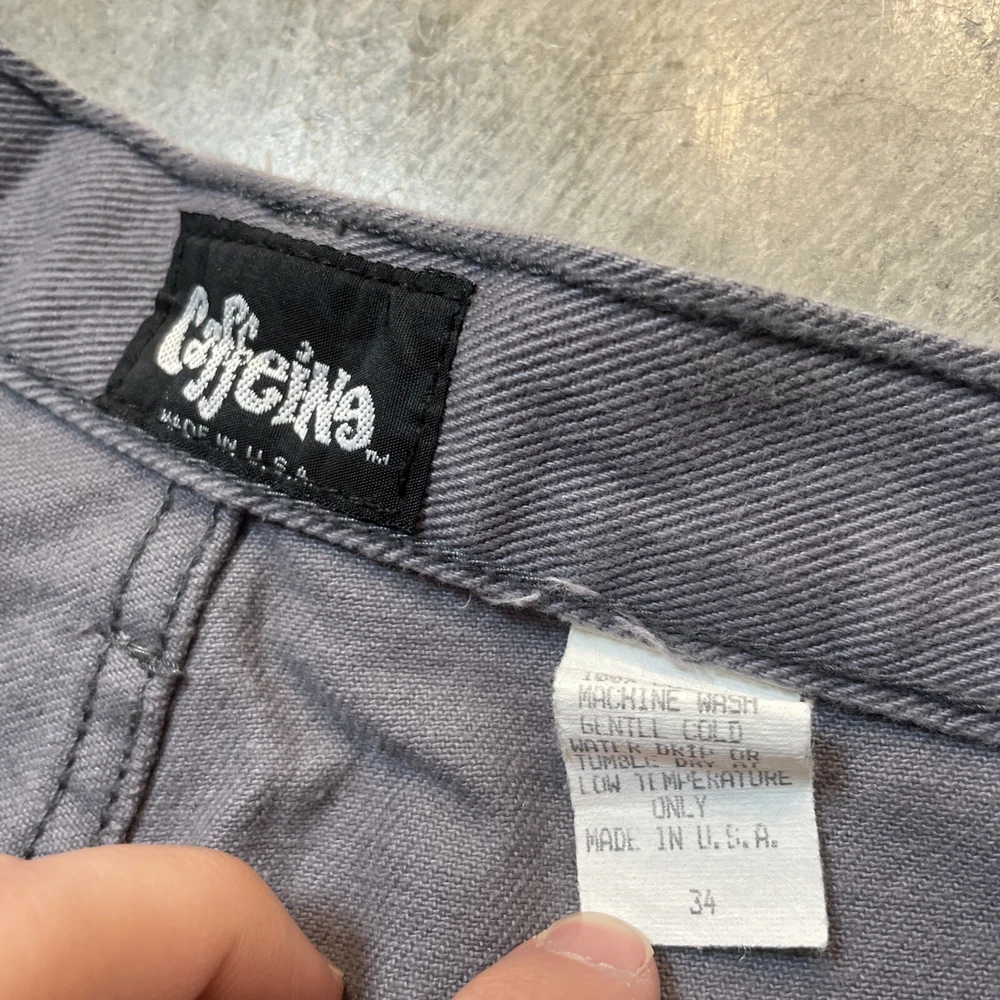 Caffeine
TM
MADE IN U.S.A.
MACHINE WASH
GENTLE COLD
WATER DRIP OR
TUMBLE DRY AT
LOW TEMPERATURE
ONLY
MADE IN U.S.A.
34